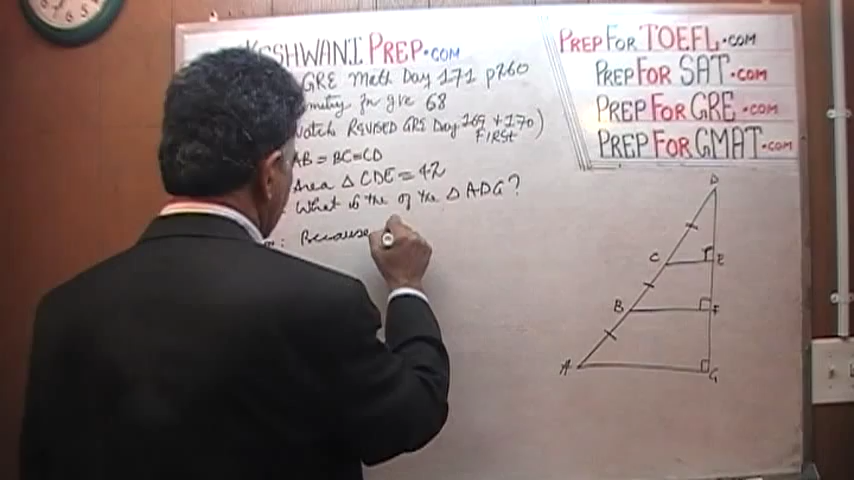 KESHWANI PREP.COM
GRE Math Day 171 p260
Geometry for gre 68
Watch REVISED GRE Day 169 + 170
FIRST)
AB = BC = CD
Area △ CDE = 42
What is the of the △ ADG?
Because
PREP FOR TOEFL.COM
PREP FOR SAT.COM
PREP FOR GRE.COM
PREP FOR GMAT.COM
D
C
E
B
F
A
G